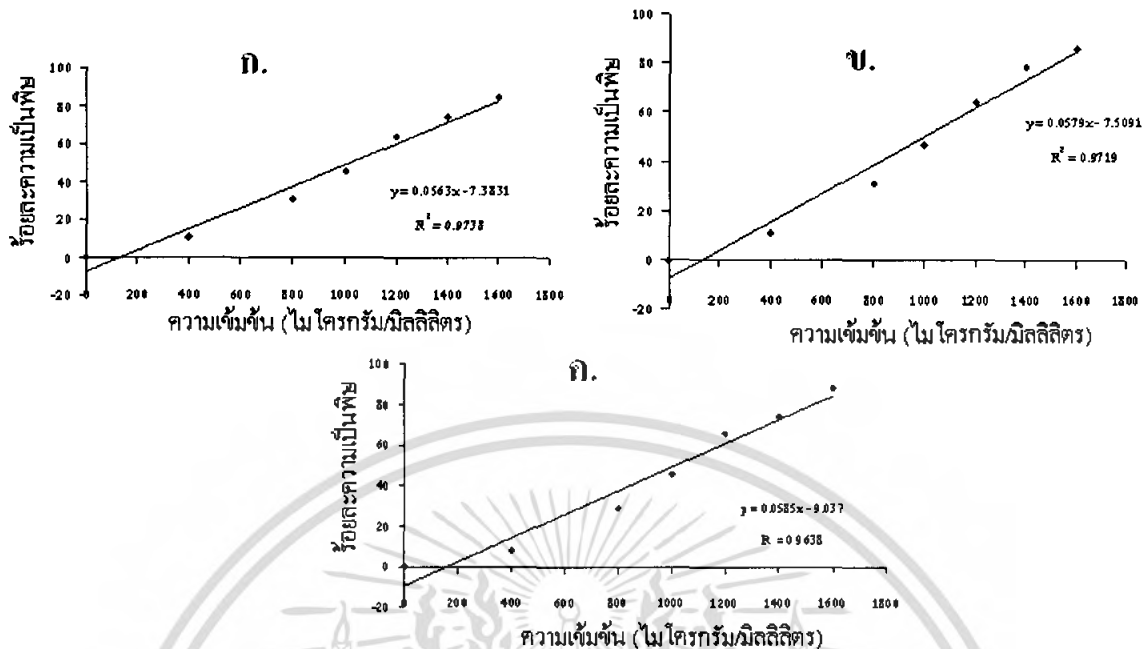 ก.
ร้อยละความเป็นพิษ
100
80
60
40
20
0
-20
0 200 400 600 800 1000 1200 1400 1600 1800
y = 0.0563x - 7.3831
R² = 0.9738
ความเข้มข้น (ไมโครกรัม/มิลลิลิตร)
ข.
ร้อยละความเป็นพิษ
100
80
60
40
20
0
-20
0 200 400 600 800 1000 1200 1400 1600 1800
y = 0.0579x - 7.5091
R² = 0.9719
ความเข้มข้น (ไมโครกรัม/มิลลิลิตร)
ค.
ร้อยละความเป็นพิษ
100
80
60
40
20
0
-20
200 400 600 800 1000 1200 1400 1600 1800
y = 0.0585x - 9.037
R = 0.9638
ความเข้มข้น (ไมโครกรัม/มิลลิลิตร)